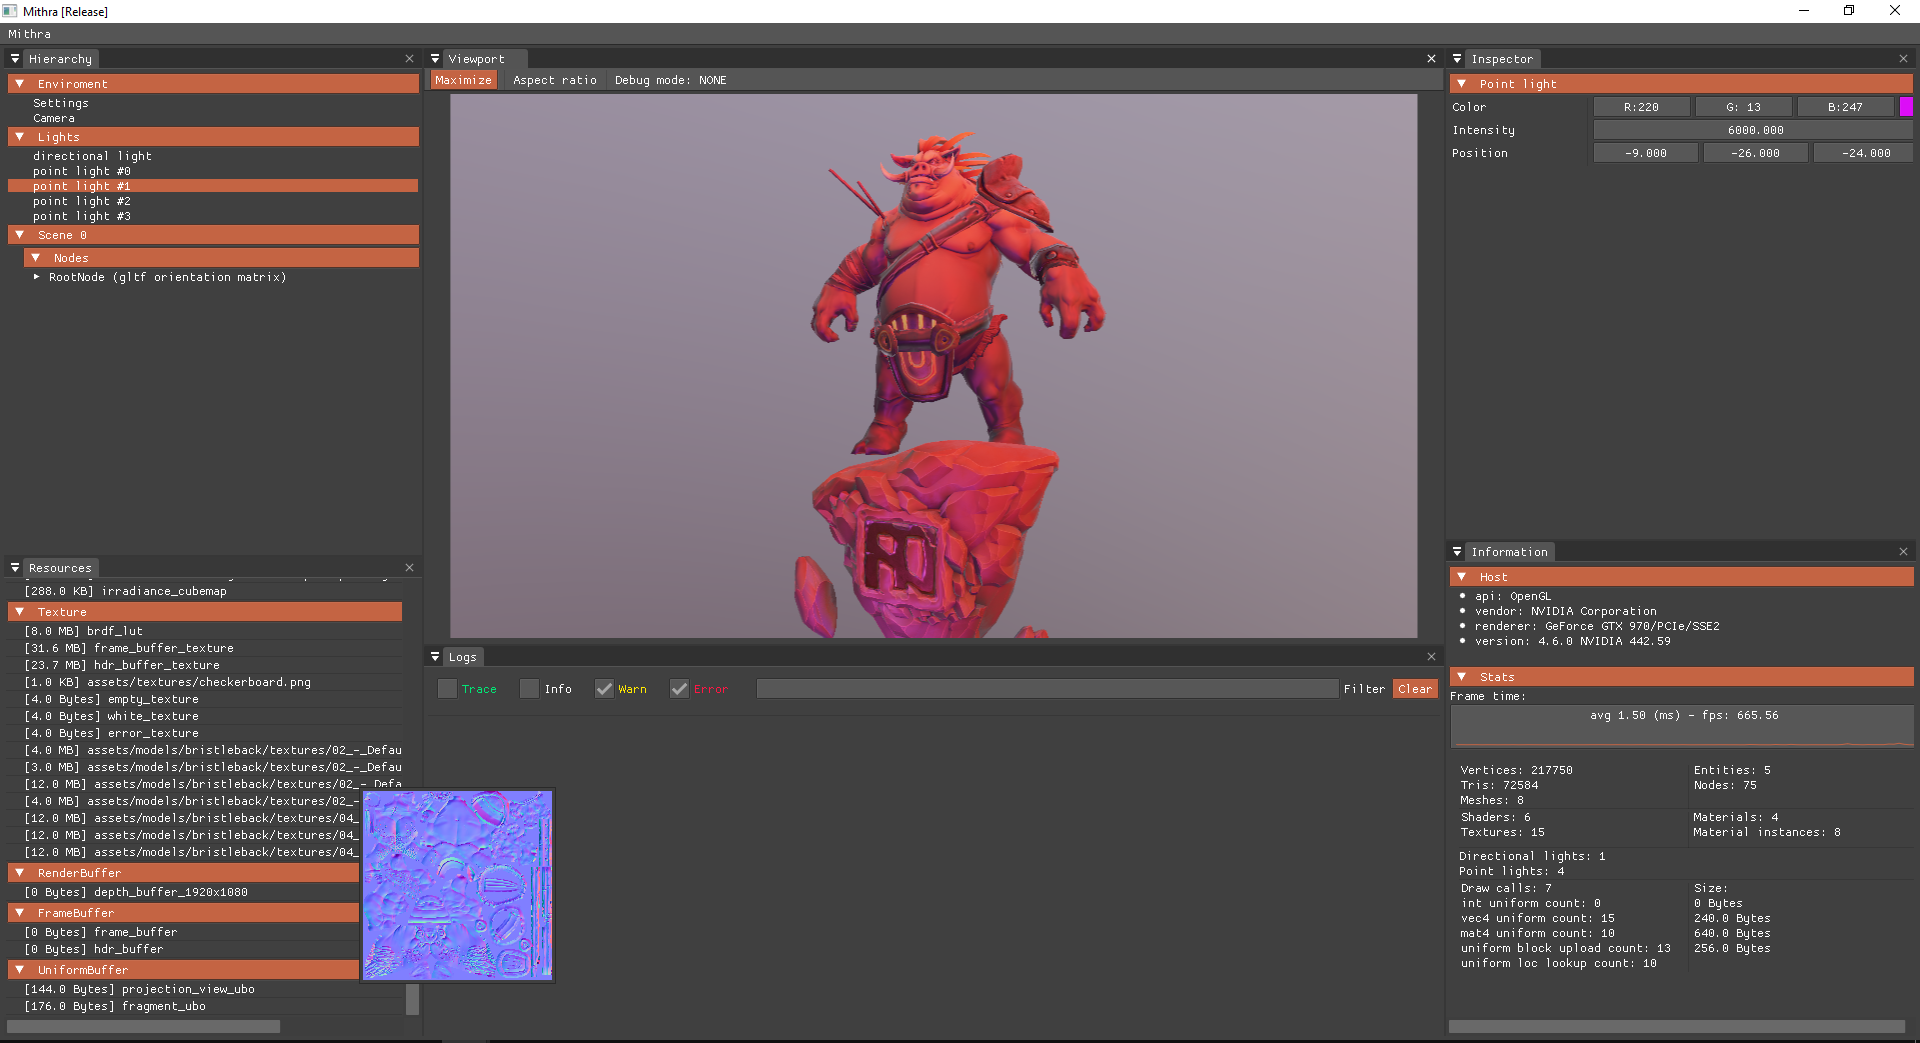 Mithra [Release]
Mithra
Hierarchy
Enviroment
Settings
Camera
Lights
directional light
point light #0
point light #1
point light #2
point light #3
Scene 0
Nodes
RootNode (gltf orientation matrix)
Resources
[288.0 KB] irradiance_cubemap
Texture
[8.0 MB] brdf_lut
[31.6 MB] frame_buffer_texture
[23.7 MB] hdr_buffer_texture
[1.0 KB] assets/textures/checkerboard.png
[4.0 Bytes] empty_texture
[4.0 Bytes] white_texture
[4.0 Bytes] error_texture
[4.0 MB] assets/models/bristleback/textures/02_-_Defau
[3.0 MB] assets/models/bristleback/textures/02_-_Defau
[12.0 MB] assets/models/bristleback/textures/02_-_Defa
[4.0 MB] assets/models/bristleback/textures/02_-
[12.0 MB] assets/models/bristleback/textures/04_
[12.0 MB] assets/models/bristleback/textures/04_
[12.0 MB] assets/models/bristleback/textures/04_
RenderBuffer
[0 Bytes] depth_buffer_1920x1080
FrameBuffer
[0 Bytes] frame_buffer
[0 Bytes] hdr_buffer
UniformBuffer
[144.0 Bytes] projection_view_ubo
[176.0 Bytes] fragment_ubo
Viewport
Maximize Aspect ratio Debug mode: NONE
Logs
Trace Info Warn Error Filter Clear
Inspector
Point light
Color R:220 G: 13 B:247
Intensity 6000.000
Position -9.000 -26.000 -24.000
Information
Host
api: OpenGL
vendor: NVIDIA Corporation
renderer: GeForce GTX 970/PCIe/SSE2
version: 4.6.0 NVIDIA 442.59
Stats
Frame time:
avg 1.50 (ms) - fps: 665.56
Vertices: 217750 Entities: 5
Tris: 72584 Nodes: 75
Meshes: 8
Shaders: 6 Materials: 4
Textures: 15 Material instances: 8
Directional lights: 1
Point lights: 4
Draw calls: 7 Size:
int uniform count: 0 0 Bytes
vec4 uniform count: 15 240.0 Bytes
mat4 uniform count: 10 640.0 Bytes
uniform block upload count: 13 256.0 Bytes
uniform loc lookup count: 10